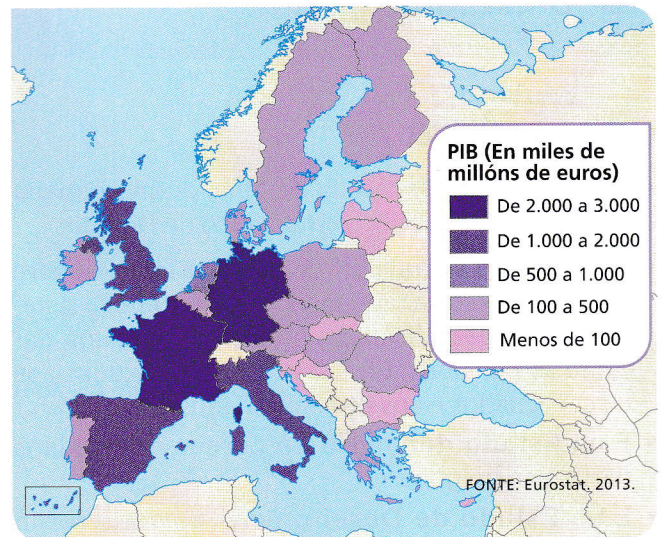 PIB (En miles de
millóns de euros)
De 2.000 a 3.000
De 1.000 a 2.000
De 500 a 1.000
De 100 a 500
Menos de 100
FONTE: Eurostat, 2013.